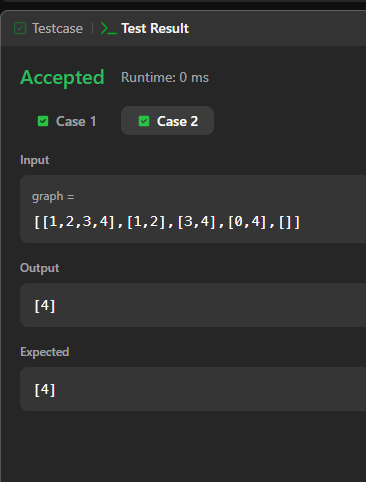 Testcase | Test Result
Accepted Runtime: 0 ms
Case 1 Case 2
Input
graph =
[[1,2,3,4],[1,2],[3,4],[0,4],[]]
Output
[4]
Expected
[4]